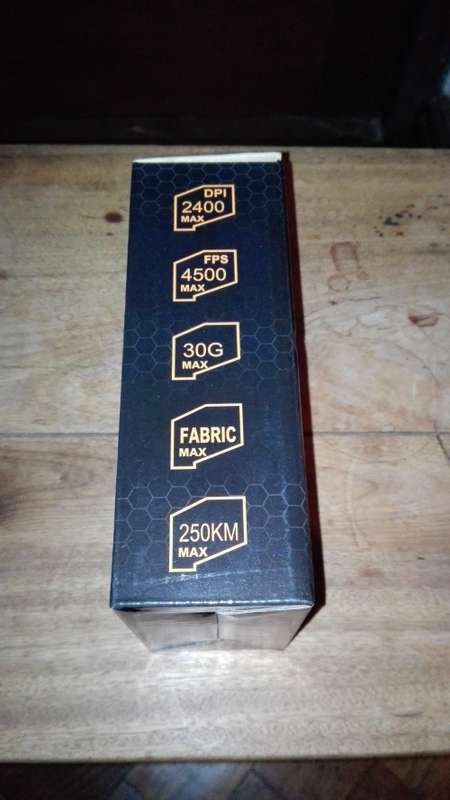 DPI
2400
MAX
FPS
4500
MAX
30G
MAX
FABRIC
MAX
250KM
MAX